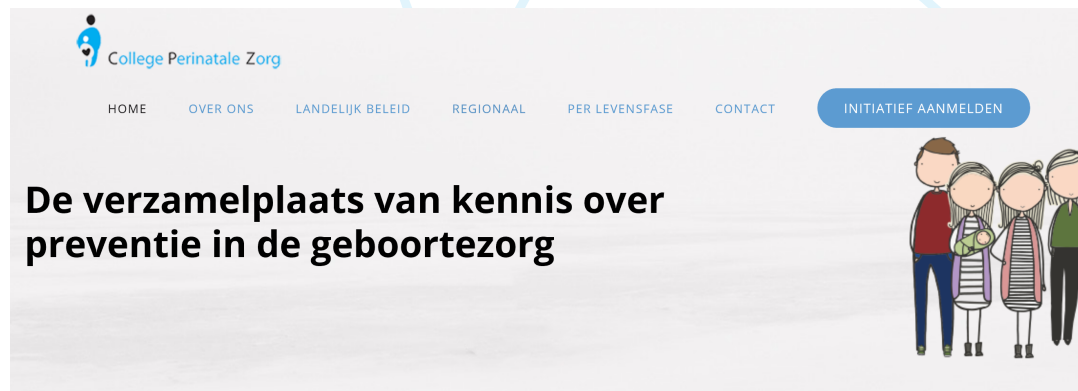 College Perinatale Zorg
HOME OVER ONS LANDELIJK BELEID REGIONAAL PER LEVENSFASE CONTACT INITIATIEF AANMELDEN
De verzamelplaats van kennis over
preventie in de geboortezorg